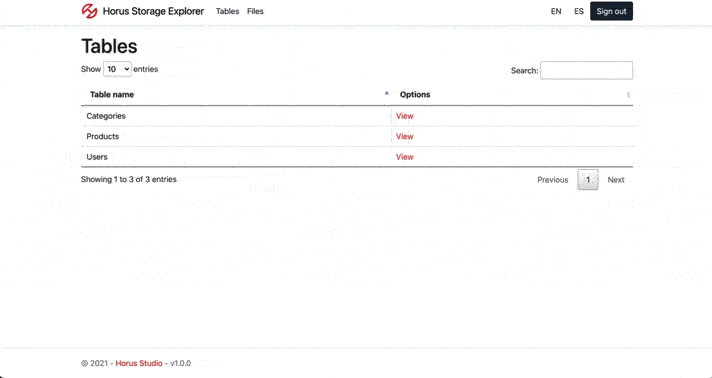 Horus Storage Explorer Tables Files EN ES Sign out
Tables
Show 10 entries Search:
Table name Options
Categories View
Products View
Users View
Showing 1 to 3 of 3 entries Previous 1 Next
© 2021 - Horus Studio - v1.0.0